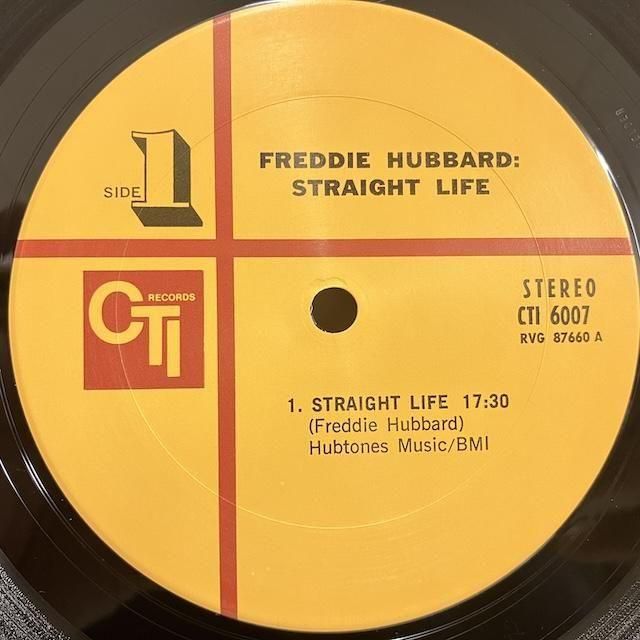 SIDE 1
FREDDIE HUBBARD:
STRAIGHT LIFE
CTI RECORDS
STEREO
CTI 6007
RVG 87660 A
1. STRAIGHT LIFE 17:30
(Freddie Hubbard)
Hubtones Music/BMI